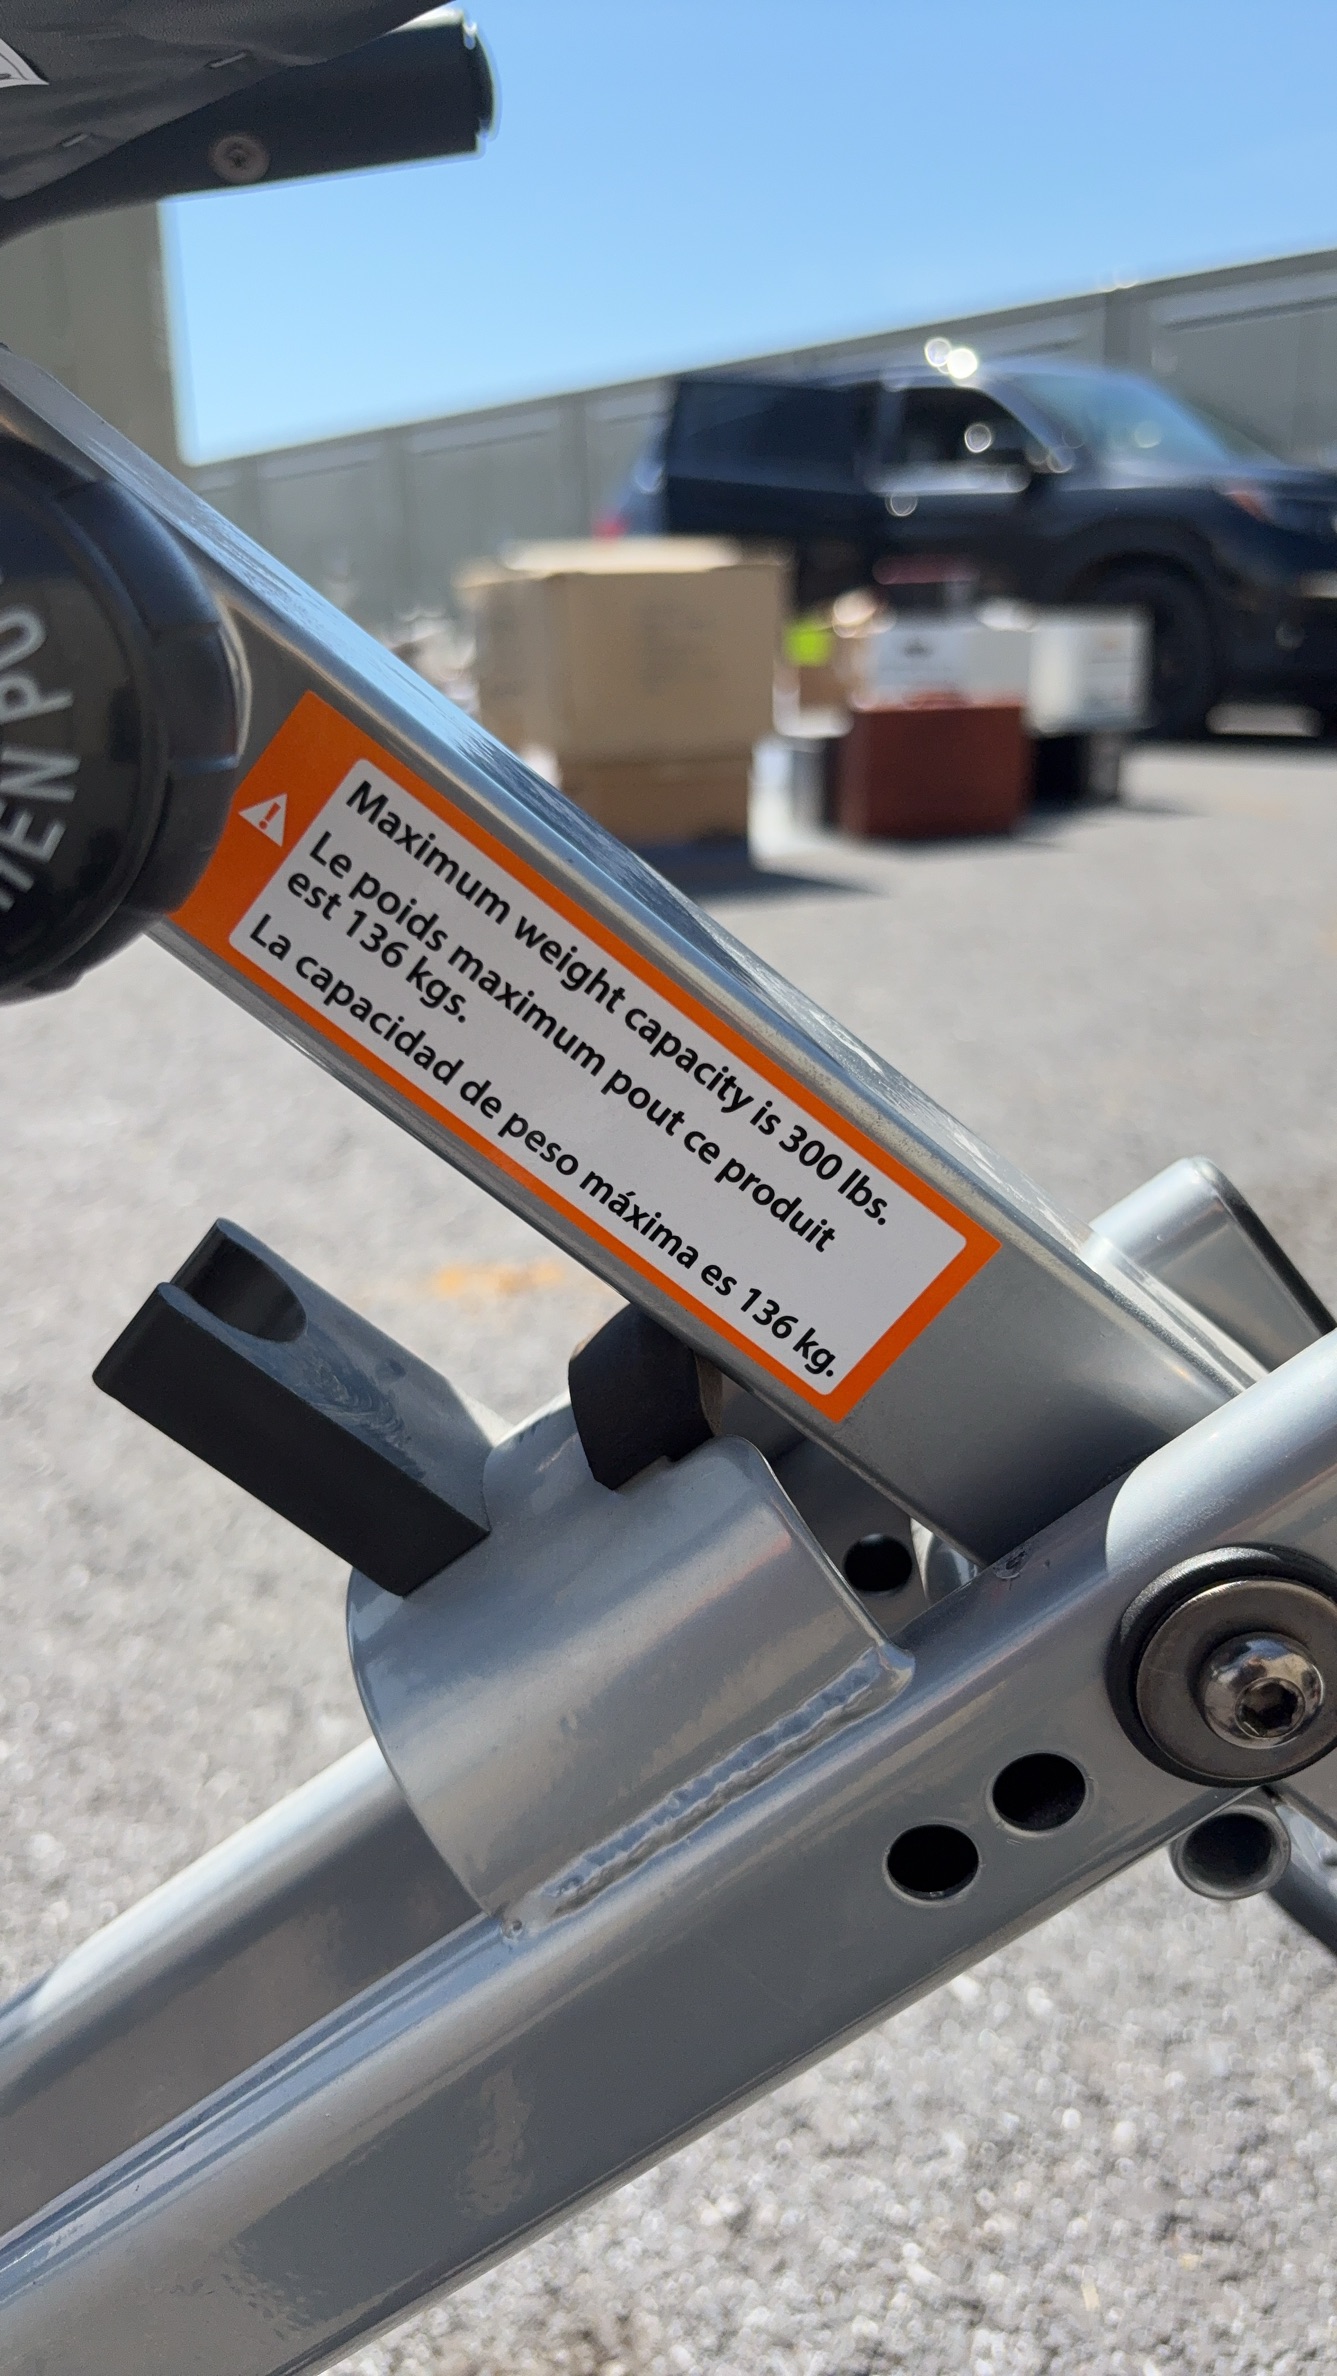 Maximum weight capacity is 300 lbs.
Le poids maximum pout ce produit
est 136 kgs.
La capacidad de peso máxima es 136 kg.